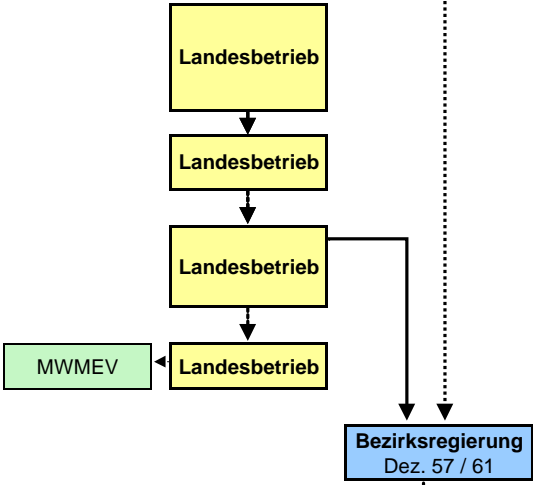 Landesbetrieb
Landesbetrieb
Landesbetrieb
MWMEV
Landesbetrieb
Bezirksregierung
Dez. 57 / 61